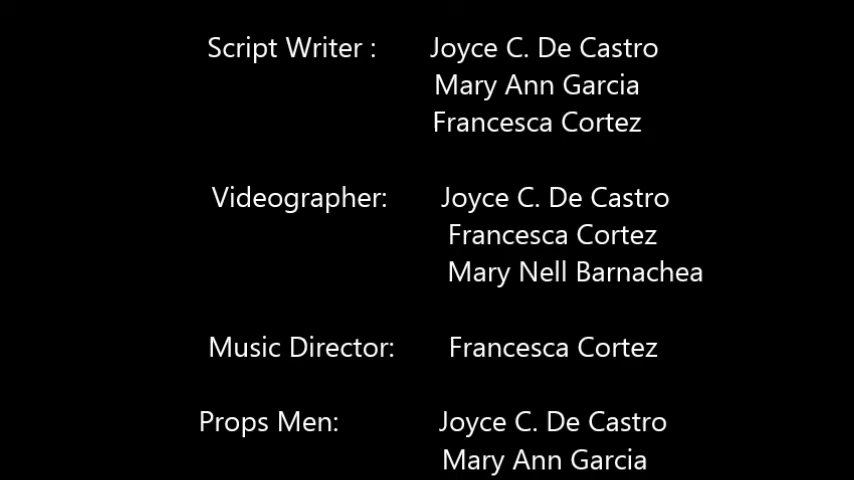 Script Writer : Joyce C. De Castro
Mary Ann Garcia
Francesca Cortez
Videographer: Joyce C. De Castro
Francesca Cortez
Mary Nell Barnachea
Music Director: Francesca Cortez
Props Men: Joyce C. De Castro
Mary Ann Garcia